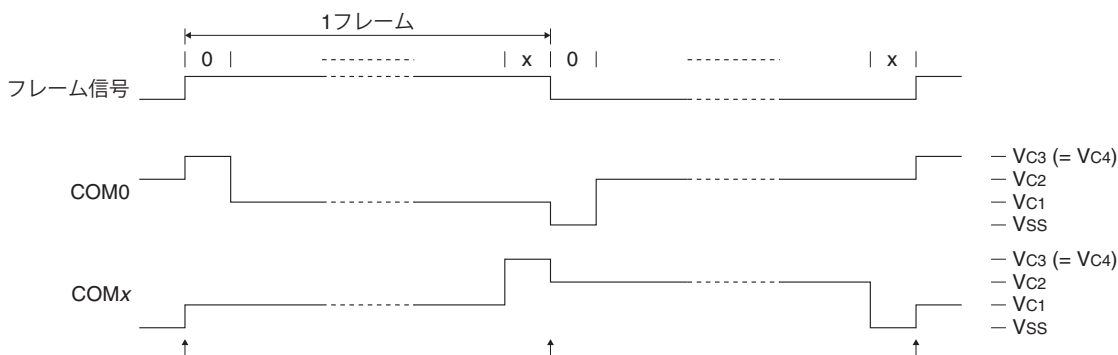 1フレーム
0 x 0 x
フレーム信号
COM0
VC3 (= VC4)
VC2
VC1
VSS
COMx
VC3 (= VC4)
VC2
VC1
VSS